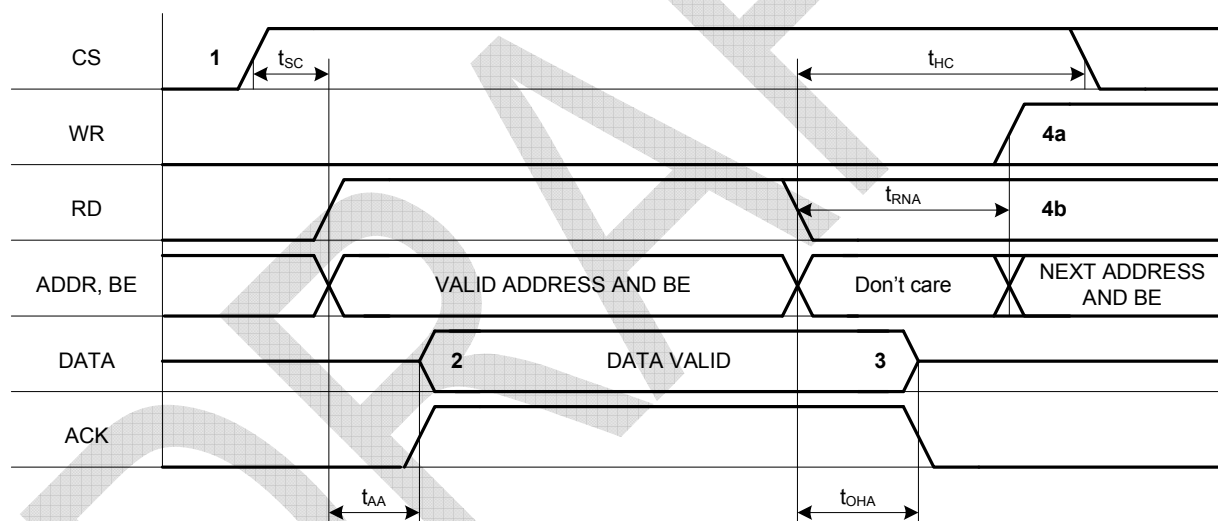 CS
1
tSC
tHC
WR
4a
RD
tRNA
4b
ADDR, BE
VALID ADDRESS AND BE
Don't care
NEXT ADDRESS
AND BE
DATA
2
DATA VALID
3
ACK
tAA
tOHA
DRAFT